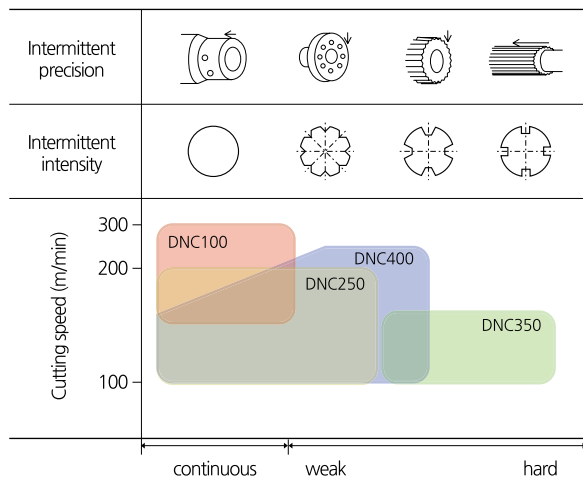 Intermittent
precision
Intermittent
intensity
Cutting speed (m/min)
300
200
100
DNC100
DNC400
DNC250
DNC350
continuous
weak
hard